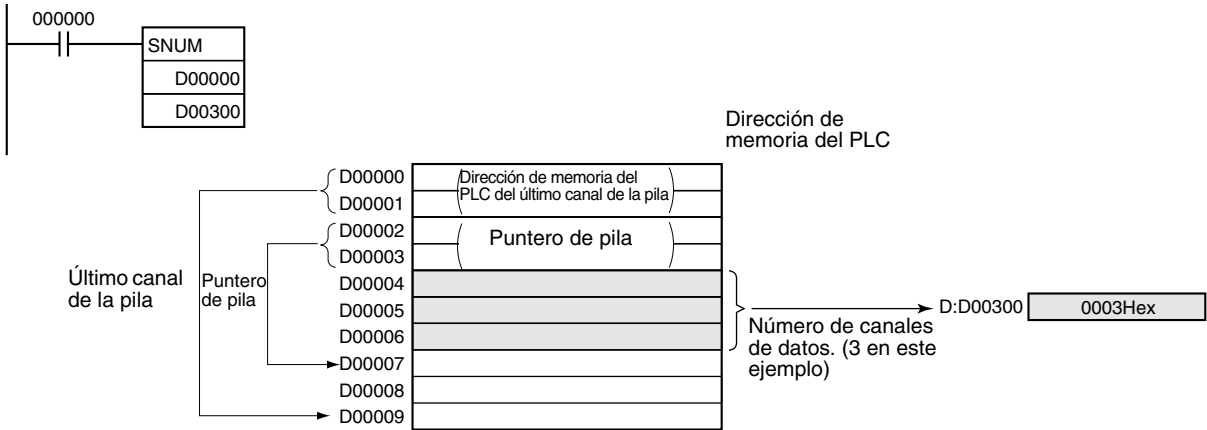 000000
SNUM
D00000
D00300
Dirección de
memoria del PLC
D00000
Dirección de memoria del
PLC del último canal de la pila
D00001
D00002
Puntero de pila
D00003
Último canal
de la pila
Puntero
de pila
D00004
D00005
D00006
D00007
D00008
D00009
Número de canales
de datos. (3 en este
ejemplo)
D:D00300
0003Hex